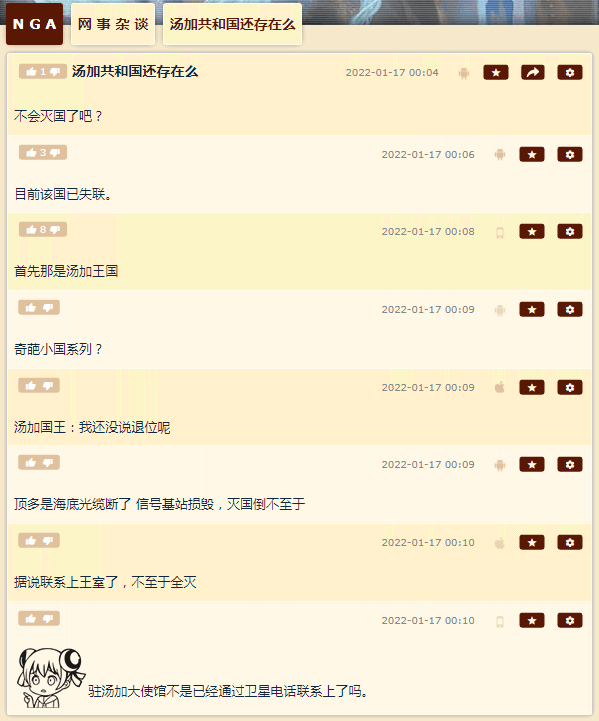 NGA 网事杂谈 汤加共和国还存在么
1 汤加共和国还存在么 2022-01-17 00:04
不会灭国了吧？
3 2022-01-17 00:06
目前该国已失联。
8 2022-01-17 00:08
首先那是汤加王国
2022-01-17 00:09
奇葩小国系列？
2022-01-17 00:09
汤加国王：我还没说退位呢
2022-01-17 00:09
顶多是海底光缆断了 信号基站损毁，灭国倒不至于
2022-01-17 00:10
据说联系上王室了，不至于全灭
2022-01-17 00:10
驻汤加大使馆不是已经通过卫星电话联系上了吗。